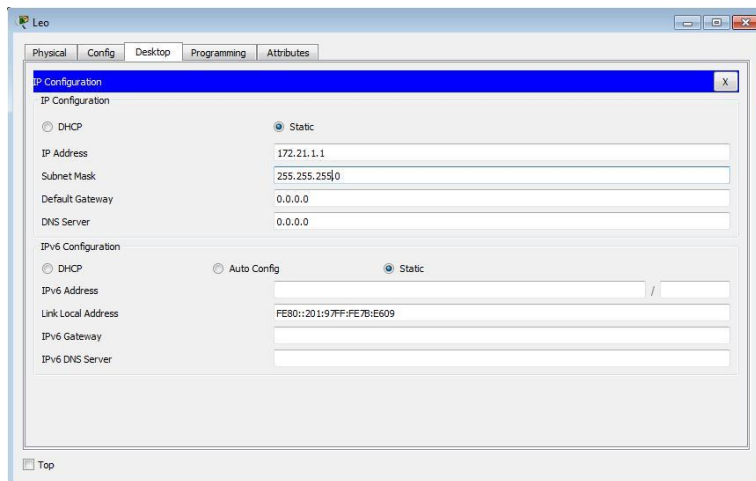 Leo
Physical Config Desktop Programming Attributes
IP Configuration X
IP Configuration
DHCP Static
IP Address 172.21.1.1
Subnet Mask 255.255.255.0
Default Gateway 0.0.0.0
DNS Server 0.0.0.0
IPv6 Configuration
DHCP Auto Config Static
IPv6 Address /
Link Local Address FE80::201:97FF:FE7B:E609
IPv6 Gateway
IPv6 DNS Server
Top